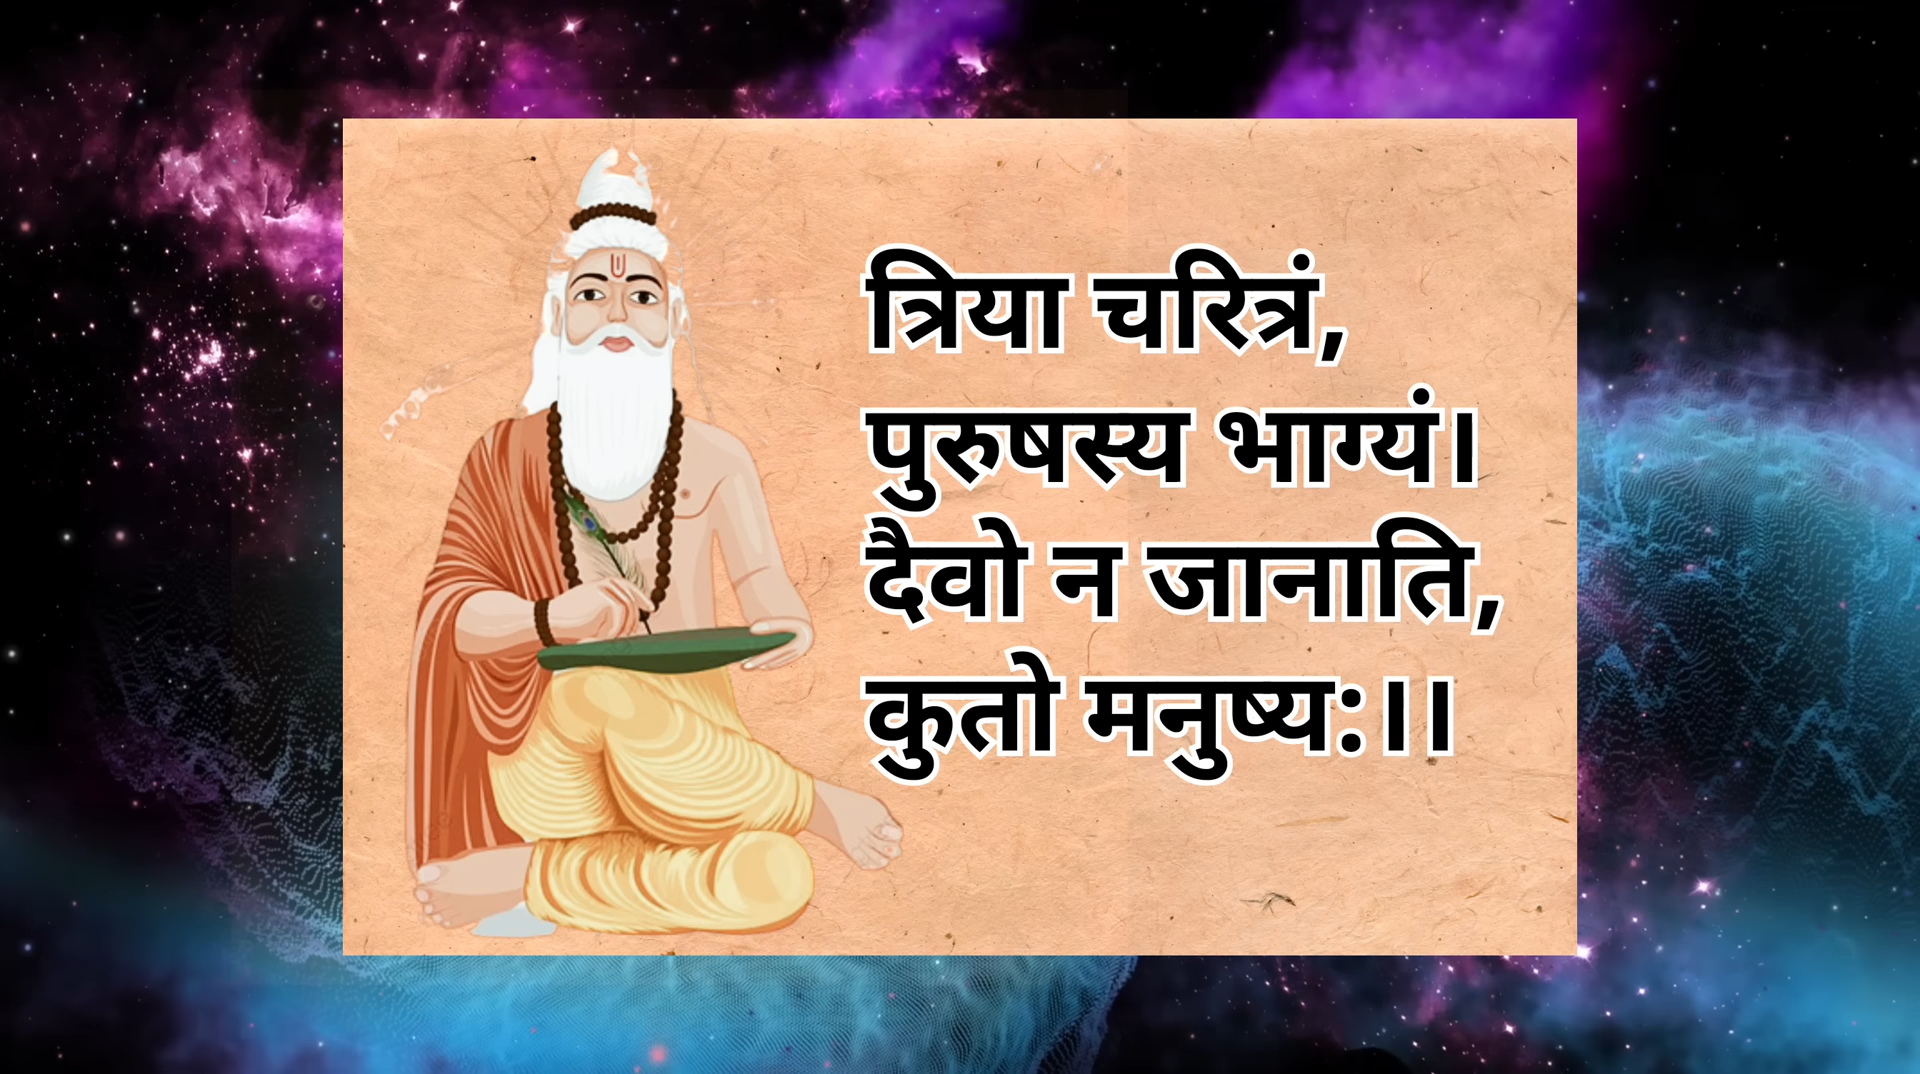 त्रिया चरित्रं,
पुरुषस्य भाग्यं।
दैवो न जानाति,
कुतो मनुष्य:।।